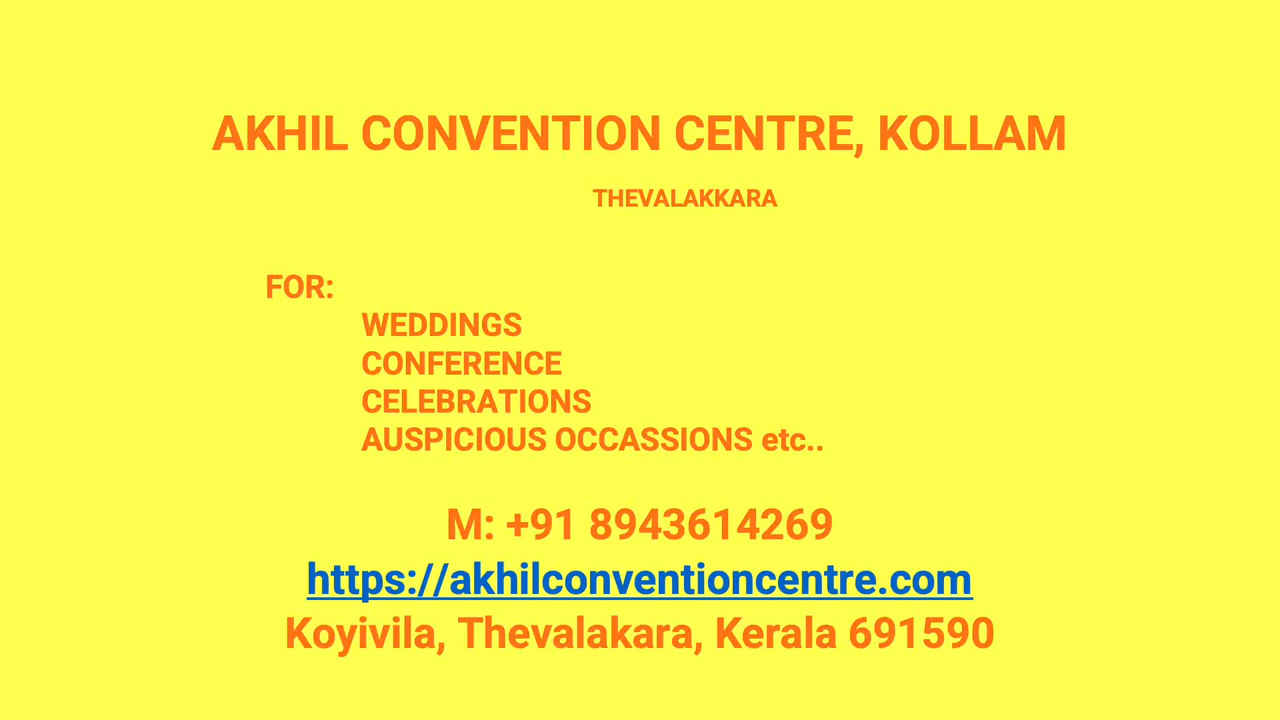 AKHIL CONVENTION CENTRE, KOLLAM
THEVALAKKARA
FOR:
WEDDINGS
CONFERENCE
CELEBRATIONS
AUSPICIOUS OCCASSIONS etc..
M: +91 8943614269
https://akhilconventioncentre.com
Koyivila, Thevalakara, Kerala 691590